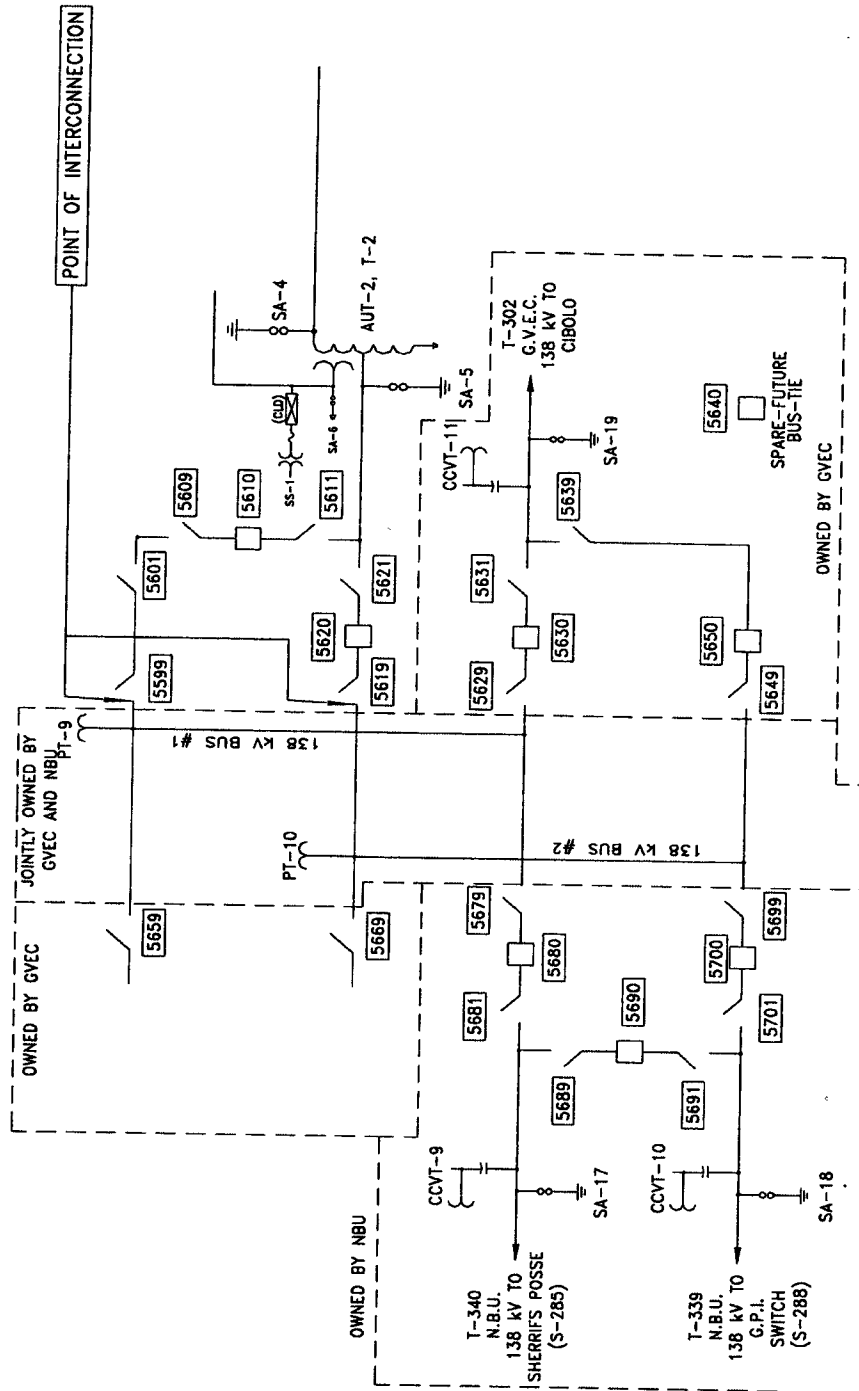 POINT OF INTERCONNECTION
JOINTLY OWNED BY
GVEC AND NBU
OWNED BY GVEC
PT-9
138 kV BUS #1
PT-10
138 kV BUS #2
5659
5669
5599
5601
5609
5610
5611
5619
5620
5621
SS-1
(CLD)
SA-6
SA-4
AUT-2, T-2
SA-5
OWNED BY NBU
5679
5680
5681
5689
5690
5691
5699
5700
5701
CCVT-9
SA-17
CCVT-10
SA-18
T-340
N.B.U.
138 kV TO
SHERRIFS POSSE
(S-285)
T-339
N.B.U.
138 kV TO
G.P.I.
SWITCH
(S-288)
5629
5630
5631
CCVT-11
T-302
G.V.E.C.
138 kV TO
CIBOLO
SA-19
5639
5640
SPARE-FUTURE
BUS-TIE
5649
5650
OWNED BY GVEC